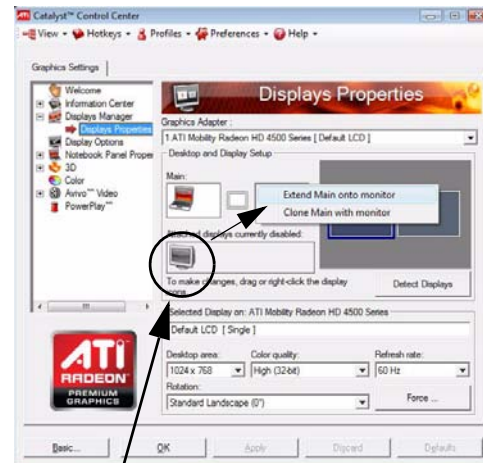 Catalyst™ Control Center
View Hotkeys Profiles Preferences Help
Graphics Settings
Welcome
Information Center
Displays Manager
Displays Properties
Display Options
Notebook Panel Proper
3D
Color
Avivo™ Video
PowerPlay™
Displays Properties
Graphics Adapter :
1.ATI Mobility Radeon HD 4500 Series [ Default LCD ]
Desktop and Display Setup
Main:
Extend Main onto monitor
Clone Main with monitor
Attached displays currently disabled:
To make changes, drag or right-click the display
icons.
Detect Displays
Selected Display on: ATI Mobility Radeon HD 4500 Series
Default LCD [ Single ]
Desktop area:
Color quality:
Refresh rate:
1024 x 768
High (32-bit)
60 Hz
Rotation:
Standard Landscape (0°)
Force ...
ATI
RADEON
PREMIUM
GRAPHICS
Basic...
OK
Apply
Discard
Defaults